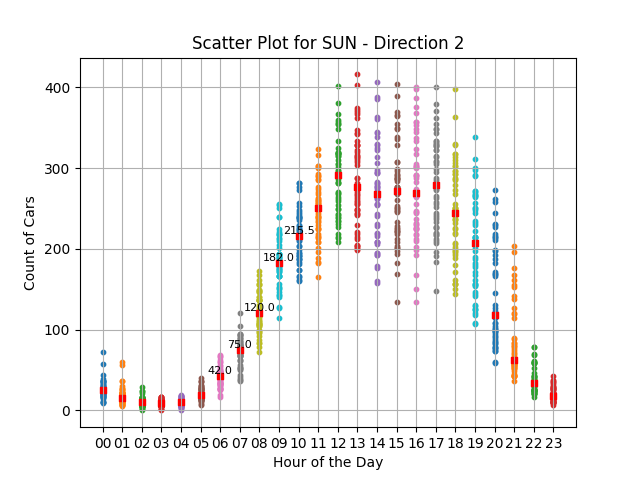 Scatter Plot for SUN - Direction 2
Count of Cars
400
300
200
100
0
215.5
182.0
120.0
75.0
42.0
00 01 02 03 04 05 06 07 08 09 10 11 12 13 14 15 16 17 18 19 20 21 22 23
Hour of the Day